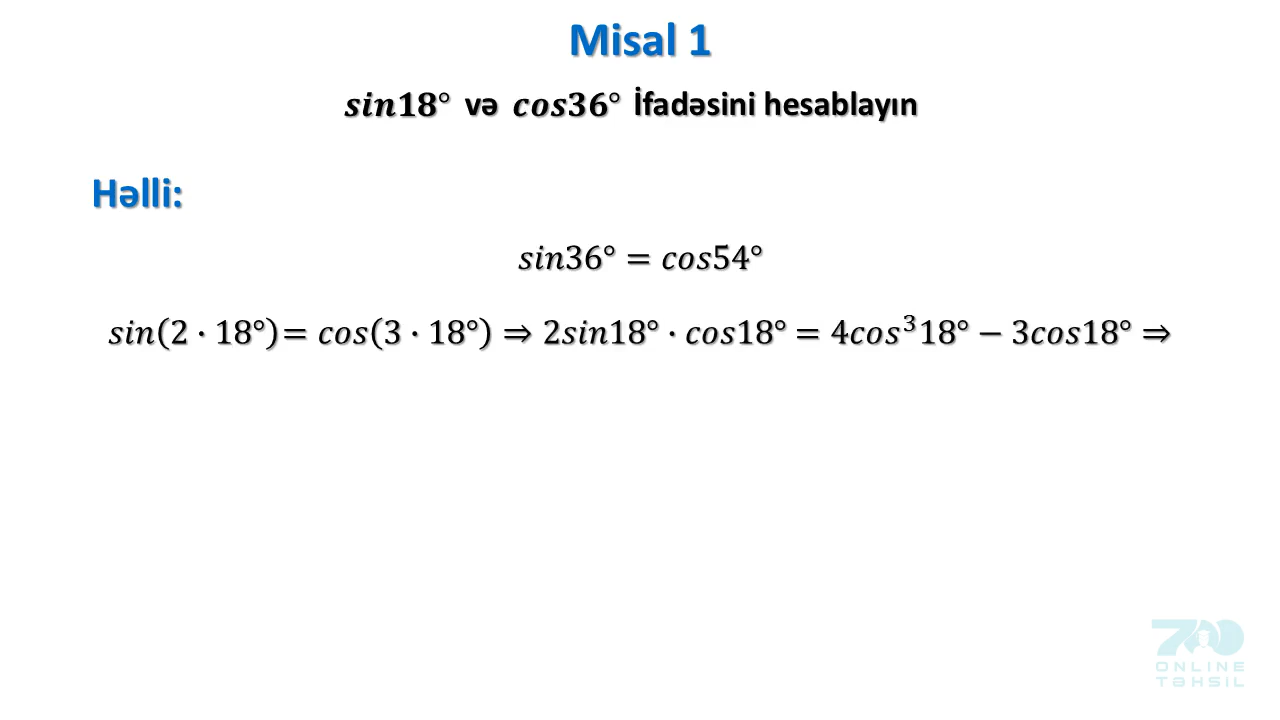 Misal 1
sin18° və cos36° İfadəsini hesablayın
Həlli:
sin36° = cos54°
sin(2 · 18°)= cos(3 · 18°) ⇒ 2sin18° · cos18° = 4cos³18° − 3cos18° ⇒
700
ONLINE
TəHSIL